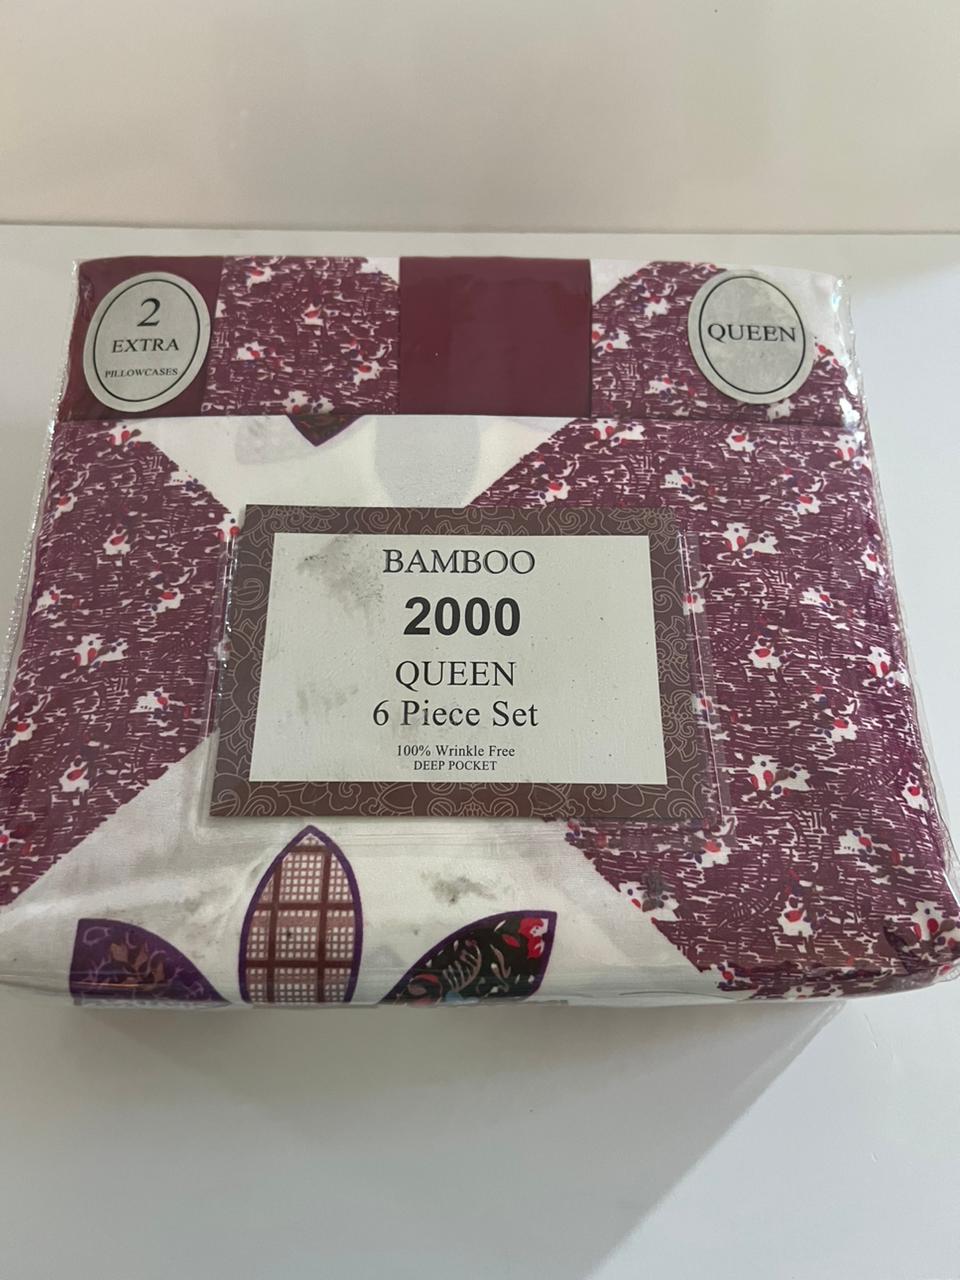 2
EXTRA
PILLOWCASES
QUEEN
BAMBOO
2000
QUEEN
6 Piece Set
100% Wrinkle Free
DEEP POCKET